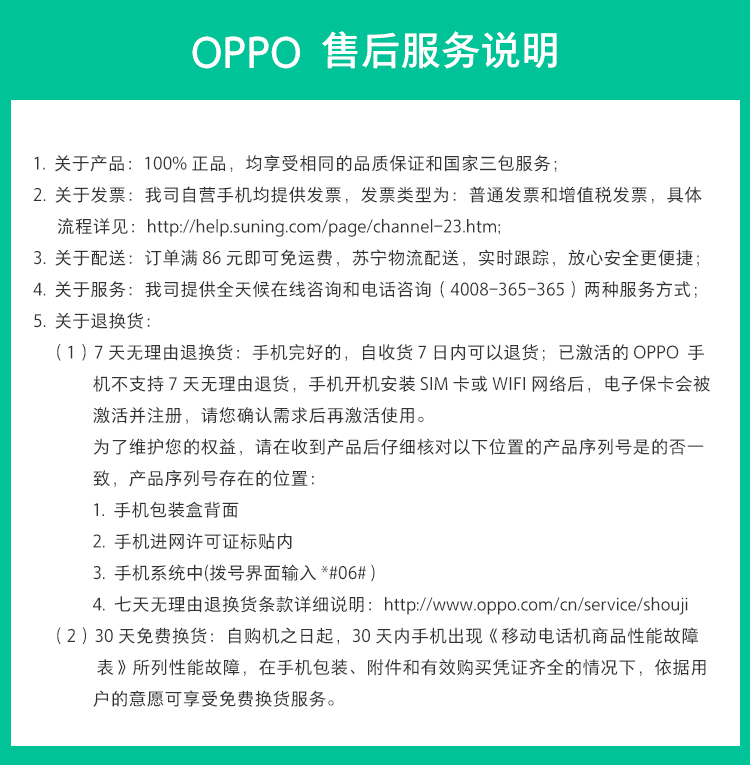 OPPO 售后服务说明
1. 关于产品：100% 正品，均享受相同的品质保证和国家三包服务；
2. 关于发票：我司自营手机均提供发票，发票类型为：普通发票和增值税发票，具体
流程详见：http://help.suning.com/page/channel-23.htm;
3. 关于配送：订单满 86 元即可免运费，苏宁物流配送，实时跟踪，放心安全更便捷；
4. 关于服务：我司提供全天候在线咨询和电话咨询（4008-365-365）两种服务方式；
5. 关于退换货：
（1）7 天无理由退换货：手机完好的，自收货 7 日内可以退货；已激活的 OPPO 手
机不支持 7 天无理由退货，手机开机安装 SIM 卡或 WIFI 网络后，电子保卡会被
激活并注册，请您确认需求后再激活使用。
为了维护您的权益，请在收到产品后仔细核对以下位置的产品序列号是的否一
致，产品序列号存在的位置：
1. 手机包装盒背面
2. 手机进网许可证标贴内
3. 手机系统中(拨号界面输入 *#06# )
4. 七天无理由退换货条款详细说明：http://www.oppo.com/cn/service/shouji
（2）30 天免费换货：自购机之日起，30 天内手机出现《移动电话机商品性能故障
表》所列性能故障，在手机包装、附件和有效购买凭证齐全的情况下，依据用
户的意愿可享受免费换货服务。